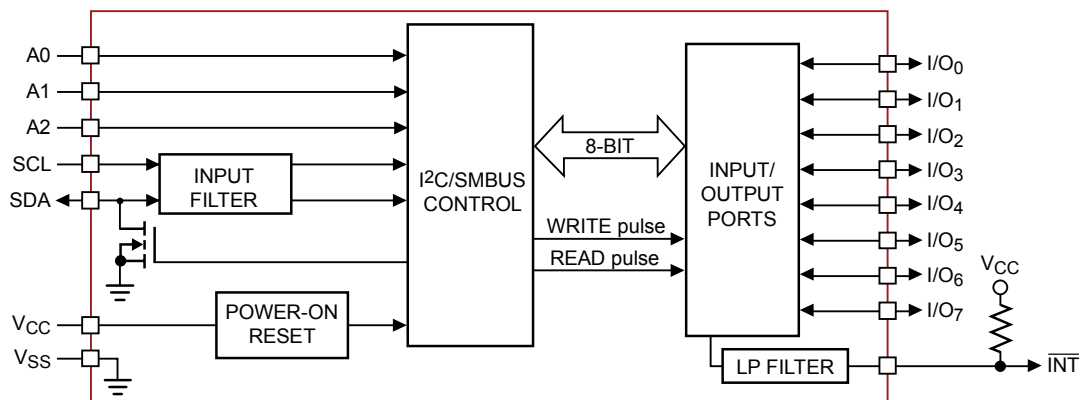 A0
A1
A2
SCL
SDA
VCC
VSS
INPUT
FILTER
POWER-ON
RESET
I2C/SMBUS
CONTROL
8-BIT
WRITE pulse
READ pulse
INPUT/
OUTPUT
PORTS
LP FILTER
I/O0
I/O1
I/O2
I/O3
I/O4
I/O5
I/O6
I/O7
VCC
INT